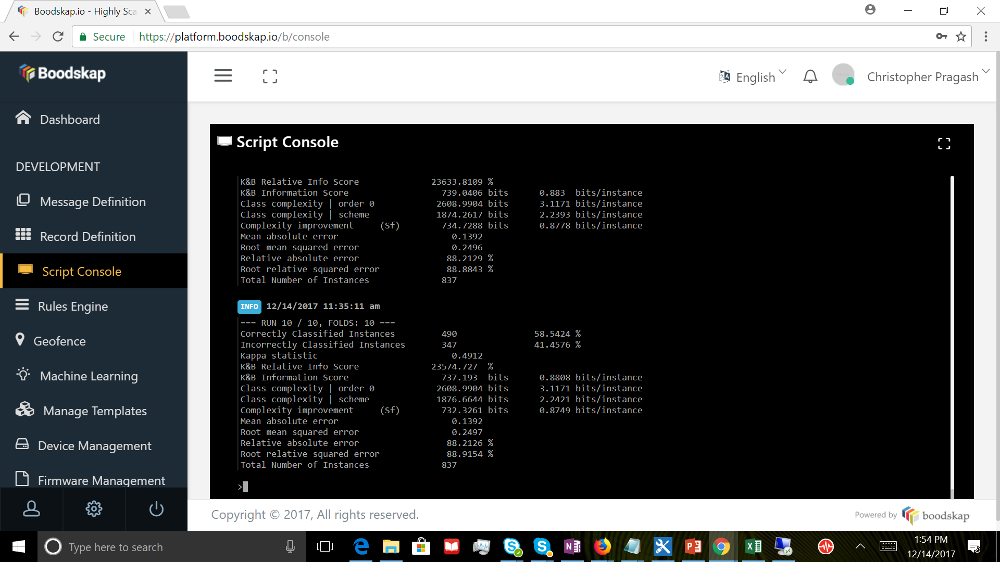 Boodskap.io - Highly Sca
Secure
https://platform.boodskap.io/b/console
Boodskap
English
Christopher Pragash
Dashboard
DEVELOPMENT
Message Definition
Record Definition
Script Console
Rules Engine
Geofence
Machine Learning
Manage Templates
Device Management
Firmware Management
Script Console
K&B Relative Info Score 23633.8109 %
K&B Information Score 739.0406 bits 0.883 bits/instance
Class complexity | order 0 2608.9904 bits 3.1171 bits/instance
Class complexity | scheme 1874.2617 bits 2.2393 bits/instance
Complexity improvement (Sf) 734.7288 bits 0.8778 bits/instance
Mean absolute error 0.1392
Root mean squared error 0.2496
Relative absolute error 88.2129 %
Root relative squared error 88.8843 %
Total Number of Instances 837
INFO 12/14/2017 11:35:11 am
=== RUN 10 / 10, FOLDS: 10 ===
Correctly Classified Instances 490 58.5424 %
Incorrectly Classified Instances 347 41.4576 %
Kappa statistic 0.4912
K&B Relative Info Score 23574.727 %
K&B Information Score 737.193 bits 0.8808 bits/instance
Class complexity | order 0 2608.9904 bits 3.1171 bits/instance
Class complexity | scheme 1876.6644 bits 2.2421 bits/instance
Complexity improvement (Sf) 732.3261 bits 0.8749 bits/instance
Mean absolute error 0.1392
Root mean squared error 0.2497
Relative absolute error 88.2126 %
Root relative squared error 88.9154 %
Total Number of Instances 837
>
Copyright © 2017, All rights reserved.
Powered by boodskap
Type here to search
1:54 PM
12/14/2017